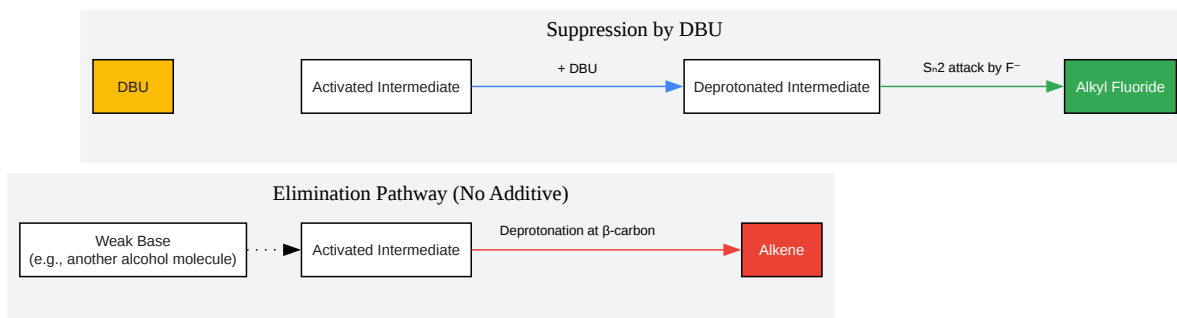 Suppression by DBU
DBU
Activated Intermediate
+ DBU
Deprotonated Intermediate
Sₙ2 attack by F⁻
Alkyl Fluoride
Elimination Pathway (No Additive)
Weak Base
(e.g., another alcohol molecule)
Activated Intermediate
Deprotonation at β-carbon
Alkene